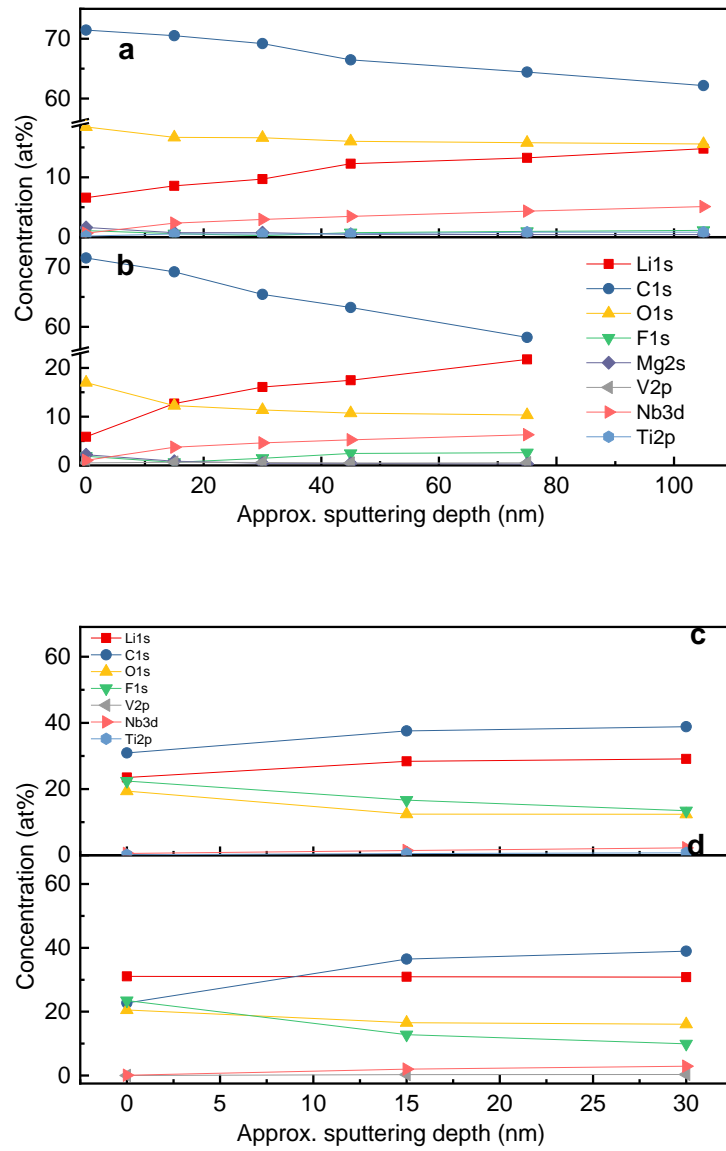 a
70
60
10
0
b
70
60
20
10
0
Concentration (at%)
Li1s
C1s
O1s
F1s
Mg2s
V2p
Nb3d
Ti2p
0 20 40 60 80 100
Approx. sputtering depth (nm)
c
Li1s
C1s
O1s
F1s
V2p
Nb3d
Ti2p
60
40
20
0
d
60
40
20
0
Concentration (at%)
0 5 10 15 20 25 30
Approx. sputtering depth (nm)